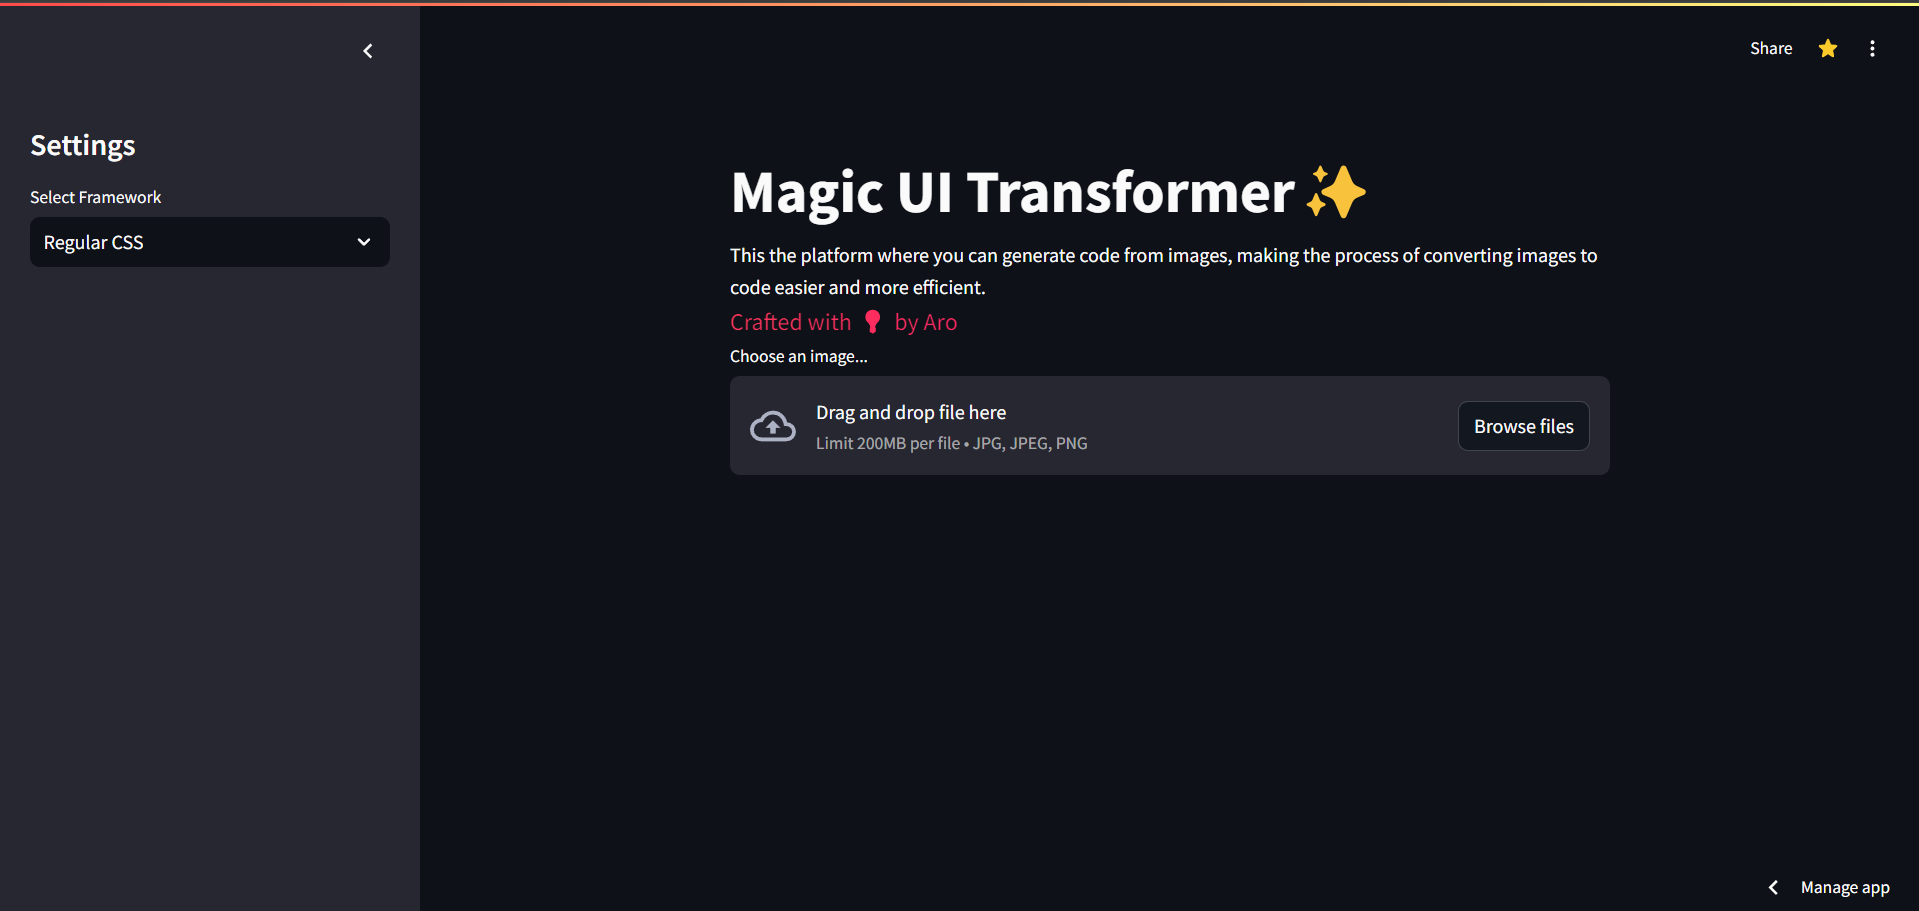 Share
Settings
Select Framework
Regular CSS
Magic UI Transformer
This the platform where you can generate code from images, making the process of converting images to
code easier and more efficient.
Crafted with by Aro
Choose an image...
Drag and drop file here
Limit 200MB per file • JPG, JPEG, PNG
Browse files
Manage app